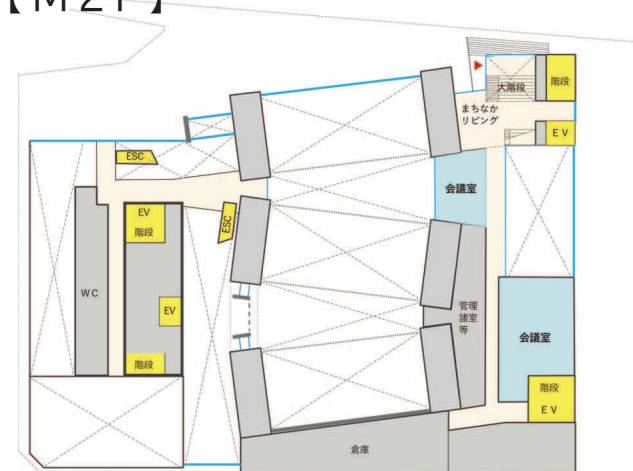 【M2F】
大階段
階段
まちなか
リビング
EV
ESC
会議室
EV
階段
ESC
WC
EV
管理
諸室
等
会議室
階段
階段
EV
倉庫